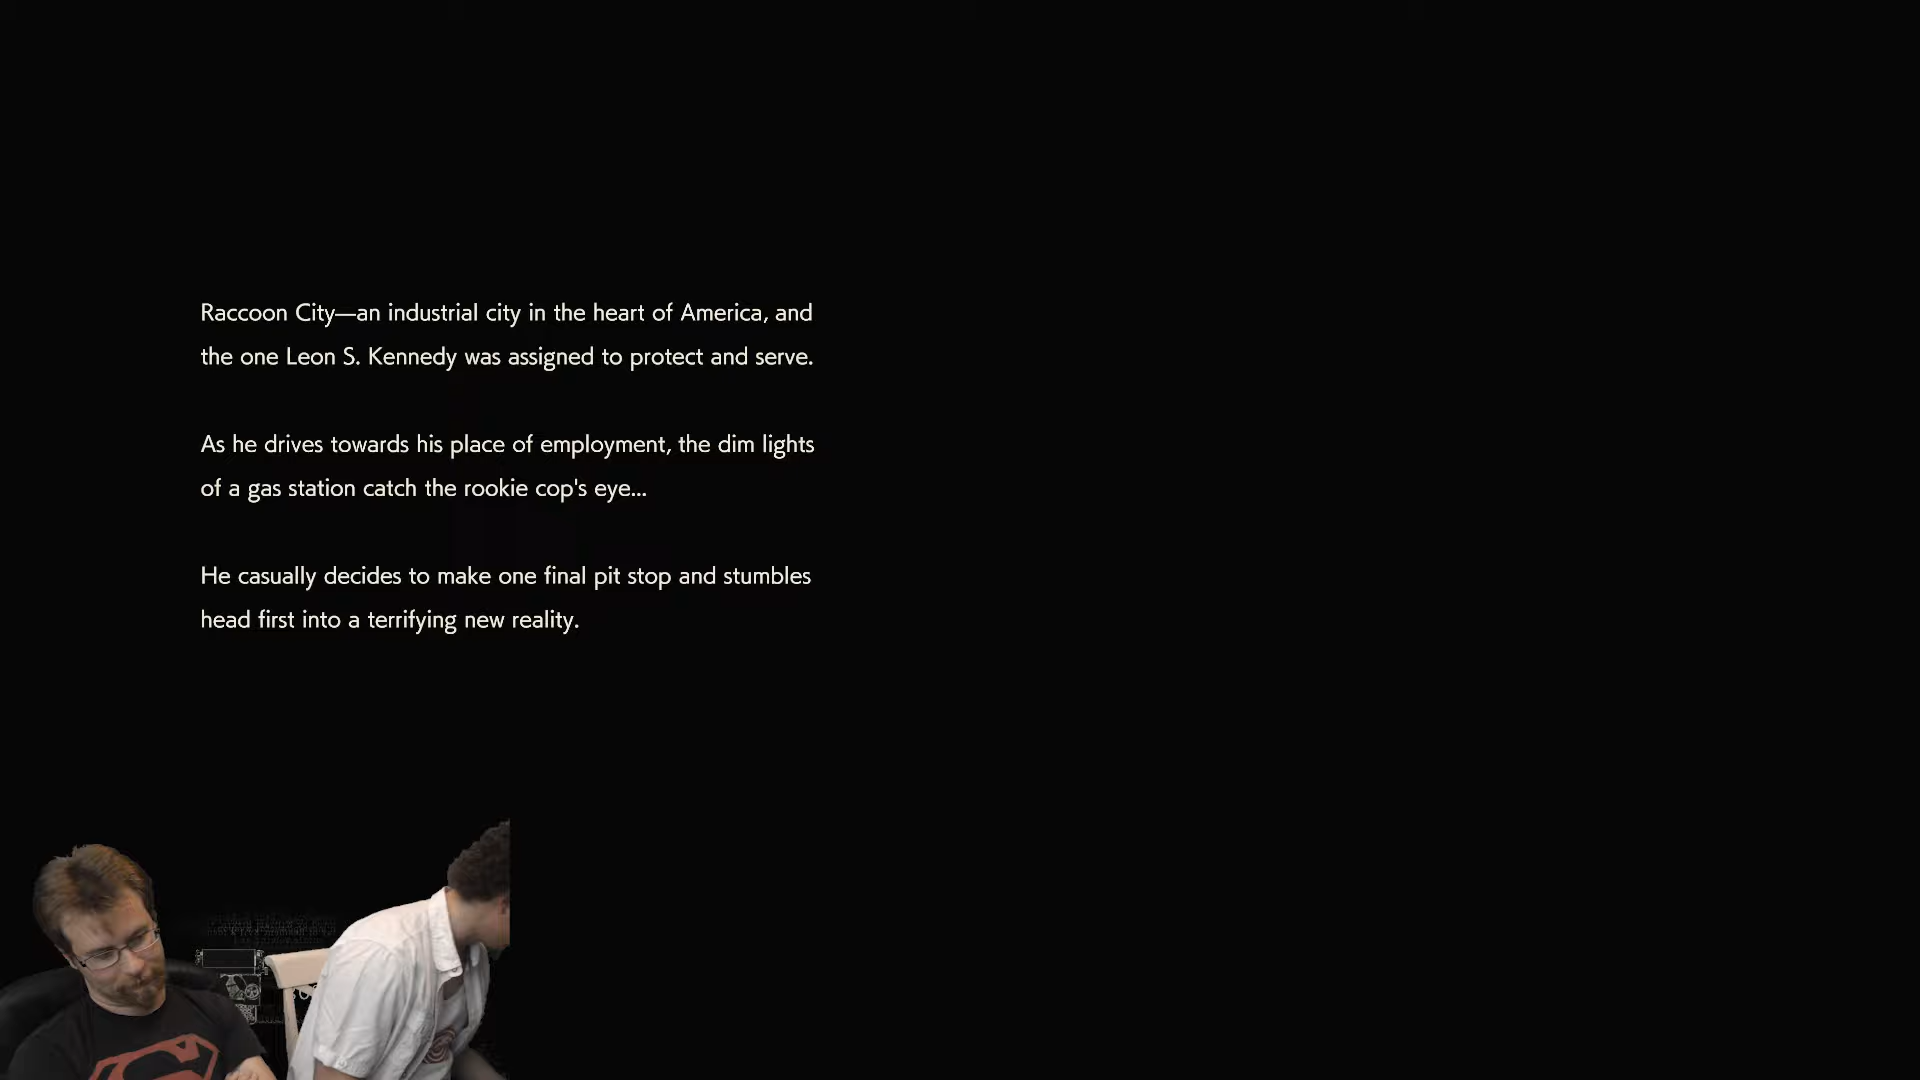 Raccoon City—an industrial city in the heart of America, and
the one Leon S. Kennedy was assigned to protect and serve.
As he drives towards his place of employment, the dim lights
of a gas station catch the rookie cop's eye...
He casually decides to make one final pit stop and stumbles
head first into a terrifying new reality.